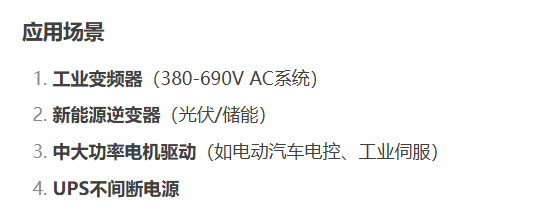 应用场景
1. 工业变频器（380-690V AC系统）
2. 新能源逆变器（光伏/储能）
3. 中大功率电机驱动（如电动汽车电控、工业伺服）
4. UPS不间断电源